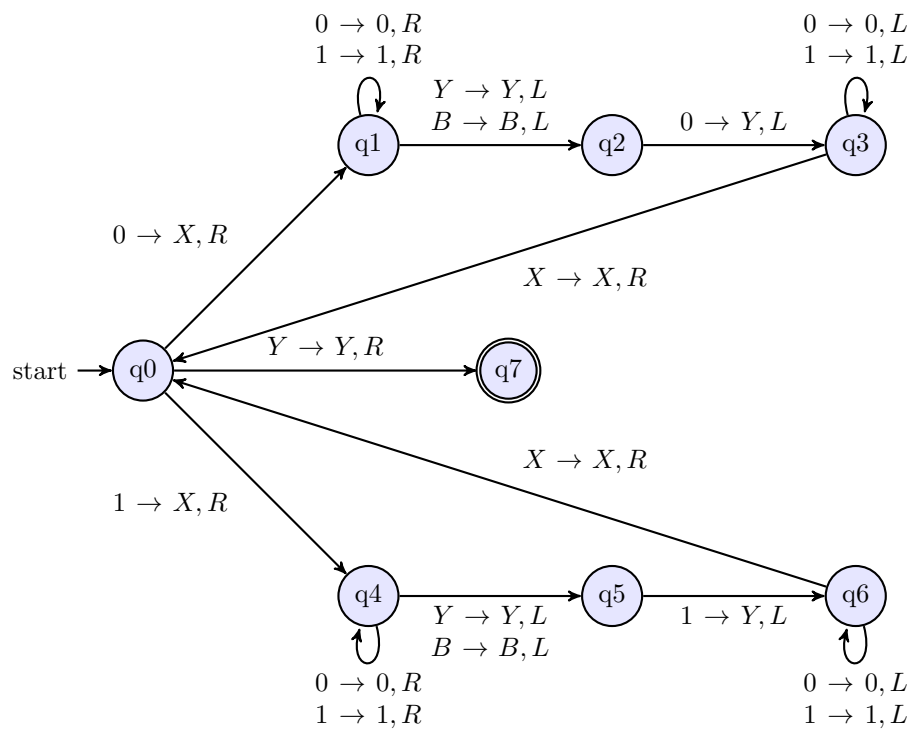 0 → 0, R
1 → 1, R
0 → 0, L
1 → 1, L
Y → Y, L
B → B, L
q1
q2
0 → Y, L
q3
0 → X, R
X → X, R
start
q0
Y → Y, R
q7
1 → X, R
X → X, R
q4
q5
q6
Y → Y, L
B → B, L
1 → Y, L
0 → 0, R
1 → 1, R
0 → 0, L
1 → 1, L